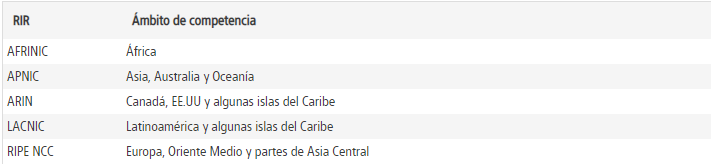 RIR Ámbito de competencia
AFRINIC África
APNIC Asia, Australia y Oceanía
ARIN Canadá, EE.UU y algunas islas del Caribe
LACNIC Latinoamérica y algunas islas del Caribe
RIPE NCC Europa, Oriente Medio y partes de Asia Central